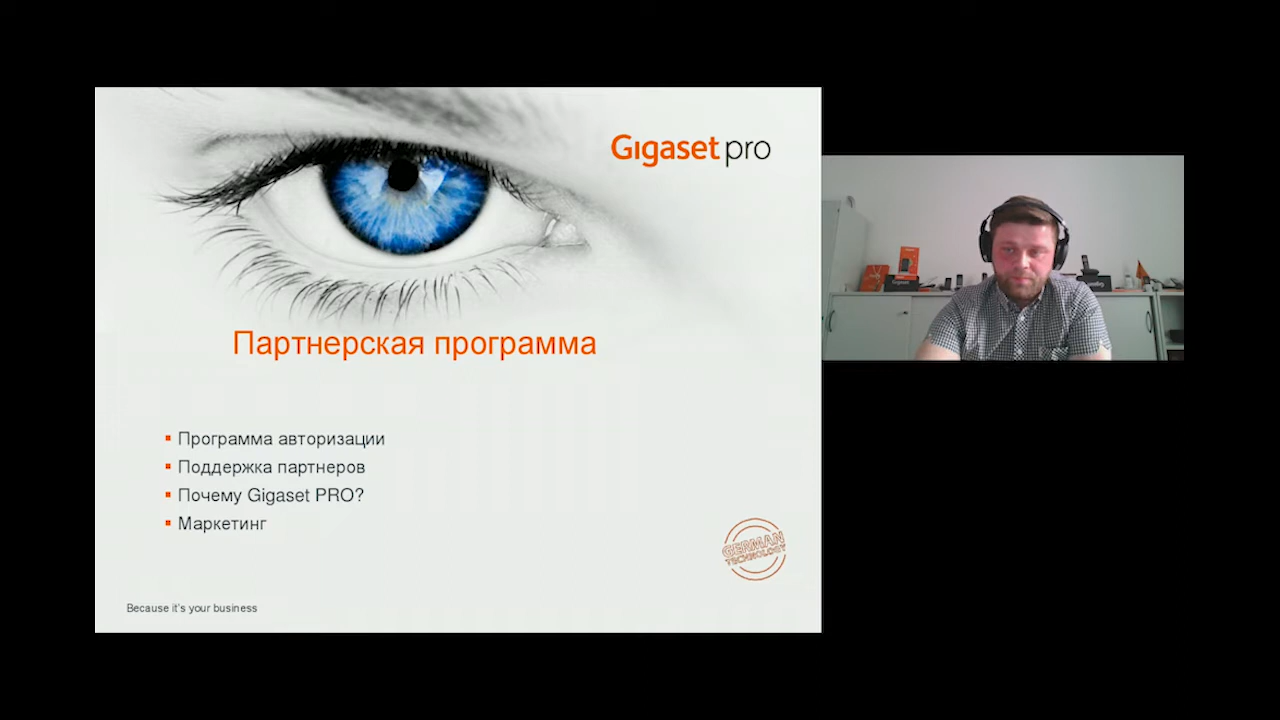 Gigaset pro
Партнерская программа
Программа авторизации
Поддержка партнеров
Почему Gigaset PRO?
Маркетинг
GERMAN
TECHNOLOGY
Because it's your business